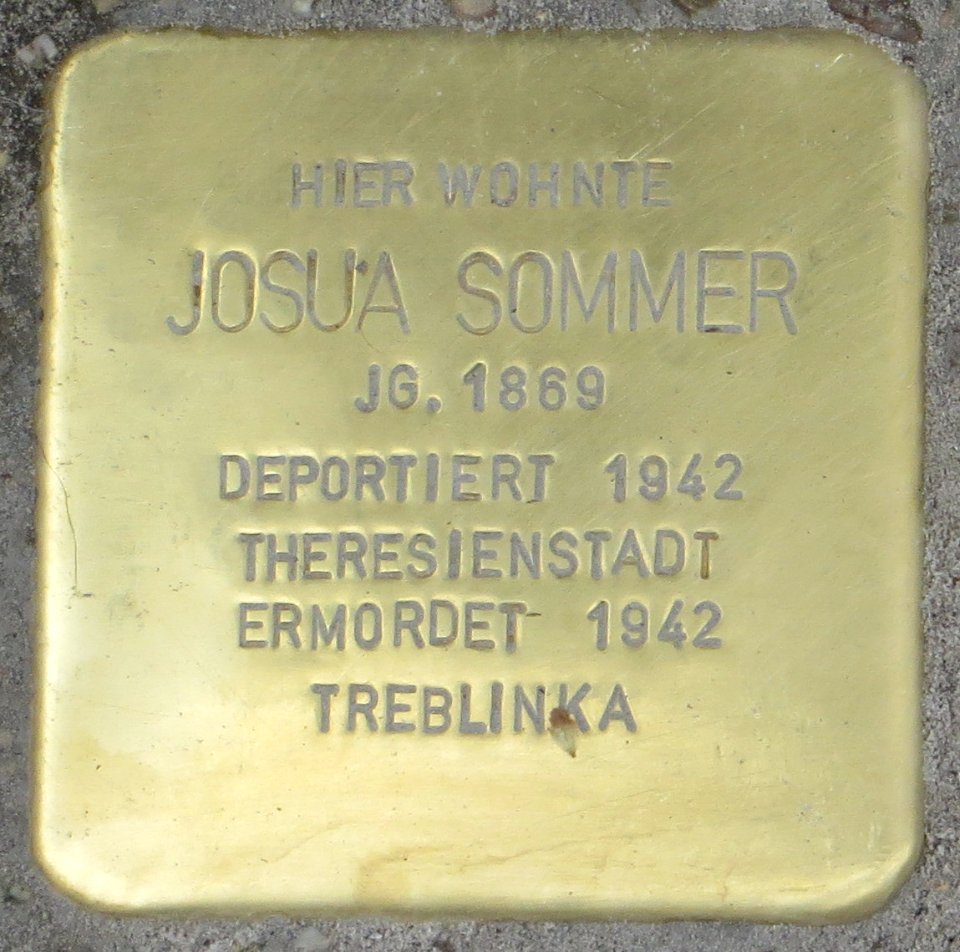 HIER WOHNTE
JOSUA SOMMER
JG. 1869
DEPORTIERT 1942
THERESIENSTADT
ERMORDET 1942
TREBLINKA